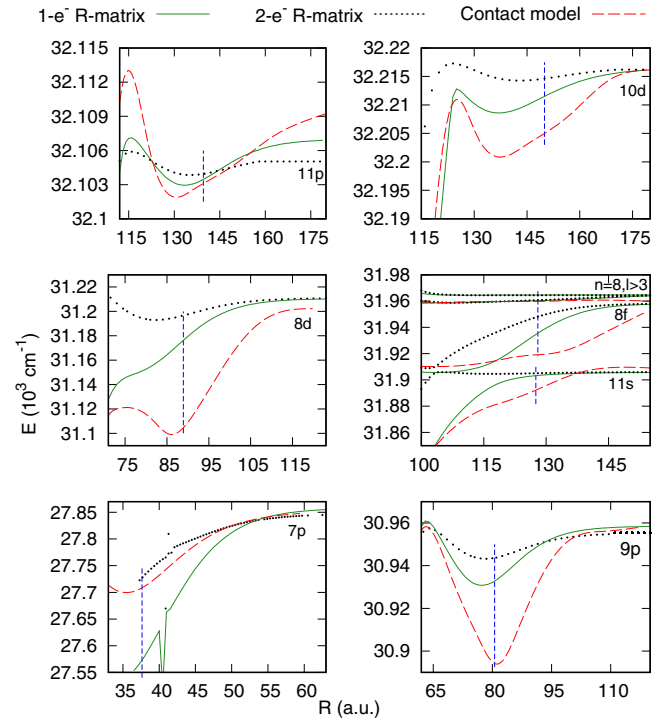 1-e⁻ R-matrix 2-e⁻ R-matrix Contact model
32.115
32.112
32.109
32.106
32.103
32.1
115 130 145 160 175
11p
32.22
32.215
32.21
32.205
32.2
32.195
32.19
115 130 145 160 175
10d
31.22
31.2
31.18
31.16
31.14
31.12
31.1
75 85 95 105 115
8d
31.98
31.96
31.94
31.92
31.9
31.88
31.86
100 115 130 145
n=8,l>3
8f
11s
27.85
27.8
27.75
27.7
27.65
27.6
27.55
35 40 45 50 55 60
7p
30.96
30.94
30.92
30.9
65 80 95 110
9p
E (10³ cm⁻¹)
R (a.u.)